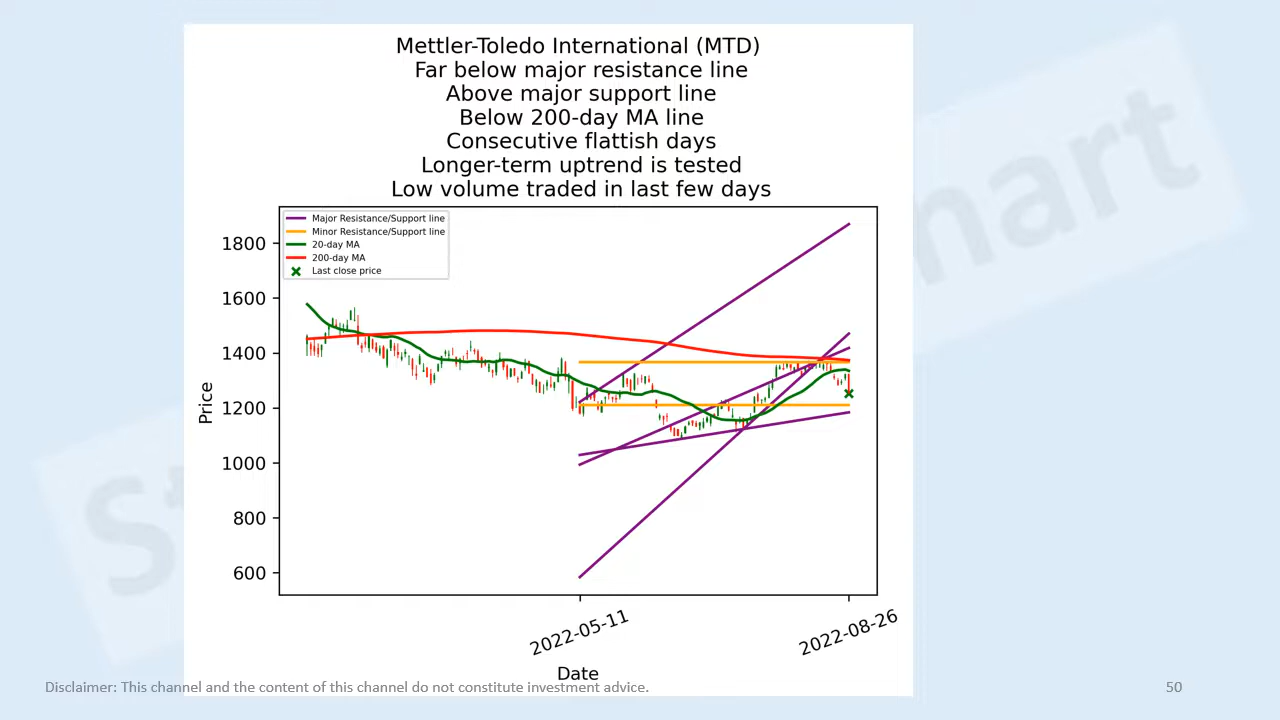 Mettler-Toledo International (MTD)
Far below major resistance line
Above major support line
Below 200-day MA line
Consecutive flattish days
Longer-term uptrend is tested
Low volume traded in last few days
Major Resistance/Support line
Minor Resistance/Support line
20-day MA
200-day MA
Last close price
1800
1600
1400
1200
1000
800
600
Price
2022-05-11
2022-08-26
Date
Disclaimer: This channel and the content of this channel do not constitute investment advice.
50